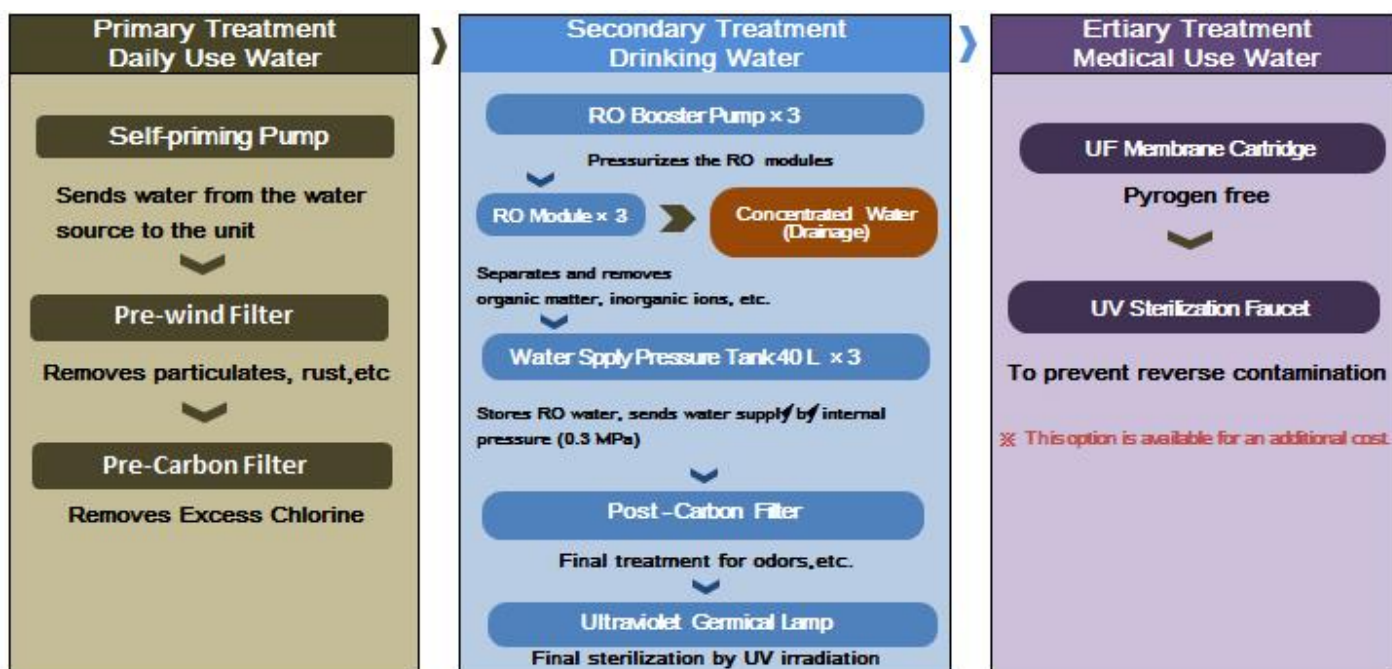 Primary Treatment
Daily Use Water
Self-priming Pump
Sends water from the water
source to the unit
Pre-wind Filter
Removes particulates, rust,etc
Pre-Carbon Filter
Removes Excess Chlorine
Secondary Treatment
Drinking Water
RO Booster Pump × 3
Pressurizes the RO modules
RO Module × 3
Concentrated Water
(Drainage)
Separates and removes
organic matter, inorganic ions, etc.
Water Spply Pressure Tank 40 L × 3
Stores RO water, sends water supply by internal
pressure (0.3 MPa)
Post-Carbon Filter
Final treatment for odors,etc.
Ultraviolet Germical Lamp
Final sterilization by UV irradiation
Ertiary Treatment
Medical Use Water
UF Membrane Cartridge
Pyrogen free
UV Sterilization Faucet
To prevent reverse contamination
※ This option is available for an additional cost.